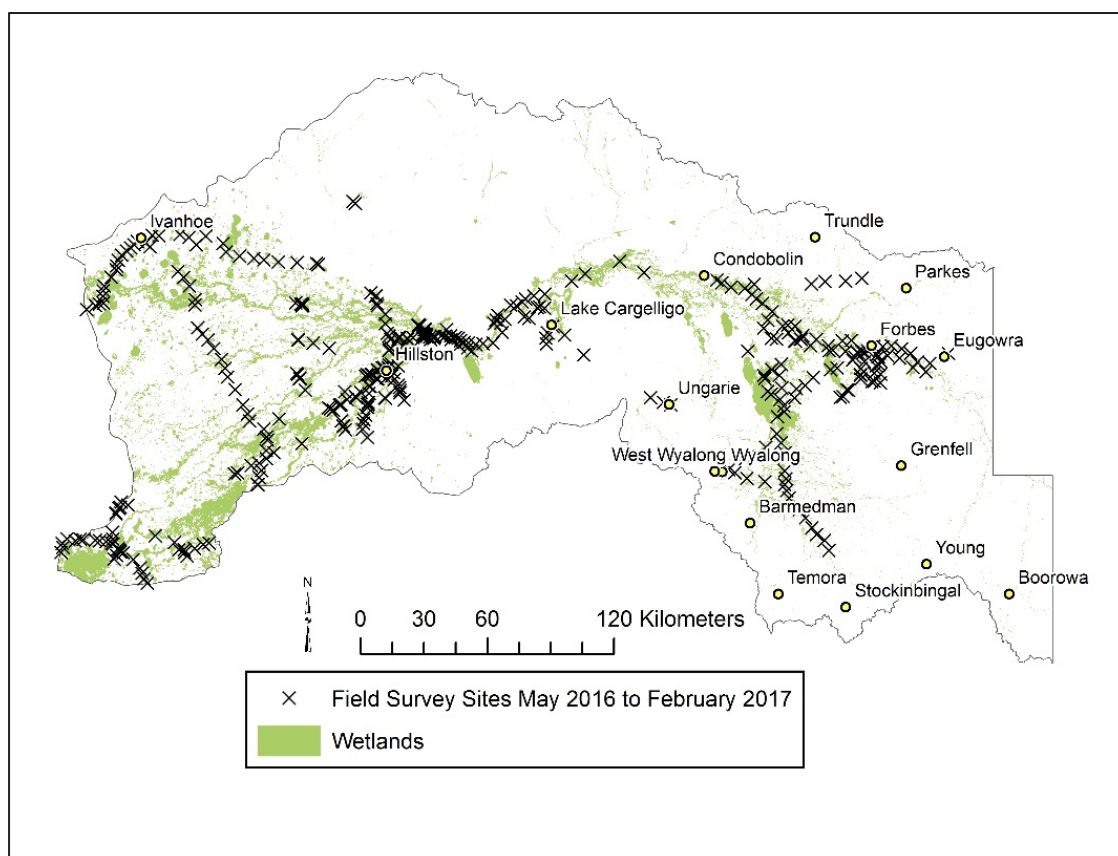 Ivanhoe
Trundle
Condobolin
Parkes
Lake Cargelligo
Forbes
Eugowra
Hillston
Ungarie
West Wyalong Wyalong
Grenfell
Barmedman
Young
Temora
Stockinbingal
Boorowa
N
0 30 60 120 Kilometers
Field Survey Sites May 2016 to February 2017
Wetlands